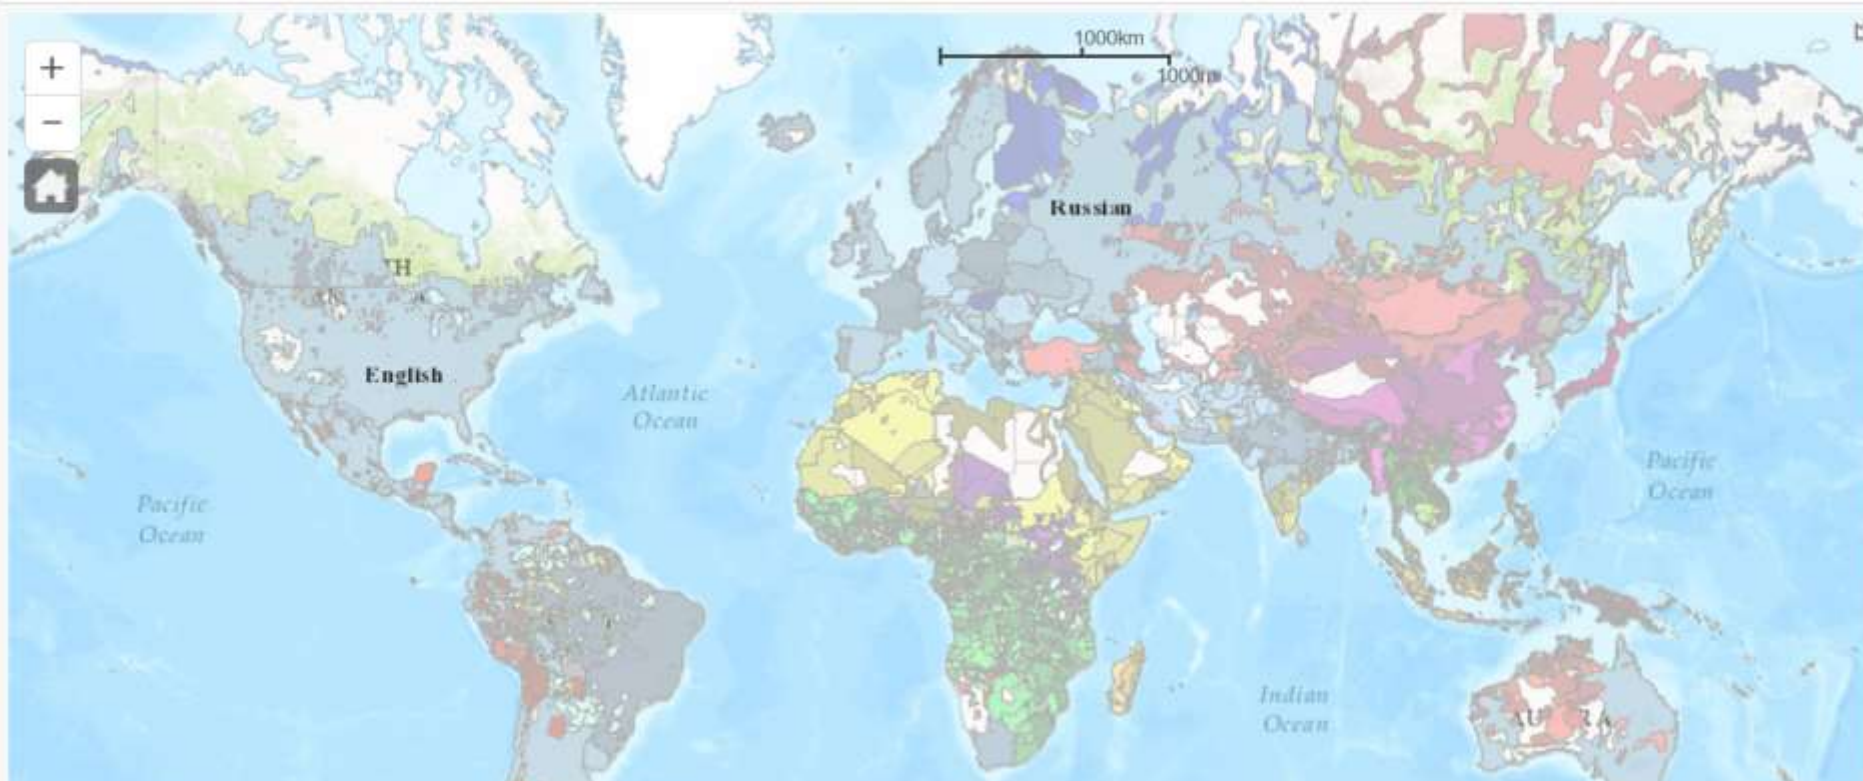 +
1000km
−
Russian
English
Atlantic
Ocean
Pacific
Ocean
Pacific
Ocean
Indian
Ocean